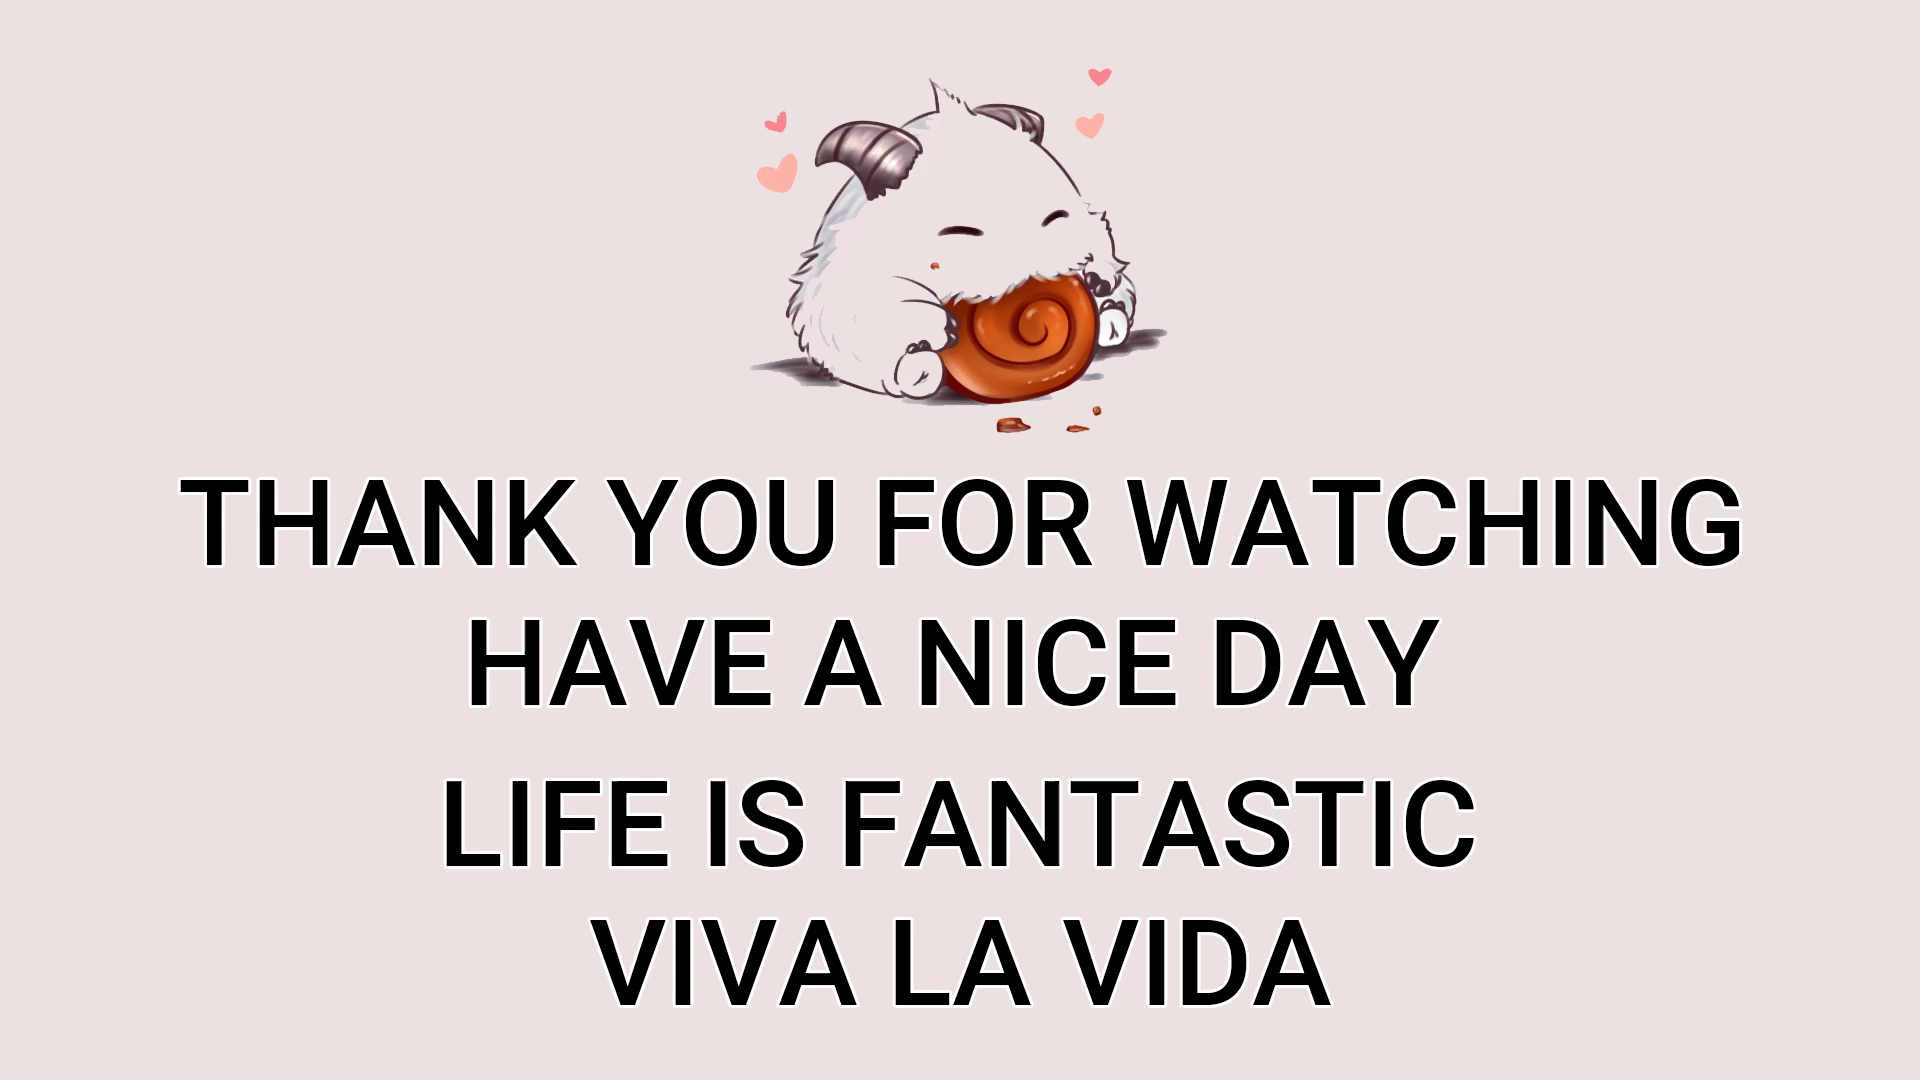 THANK YOU FOR WATCHING
HAVE A NICE DAY
LIFE IS FANTASTIC
VIVA LA VIDA